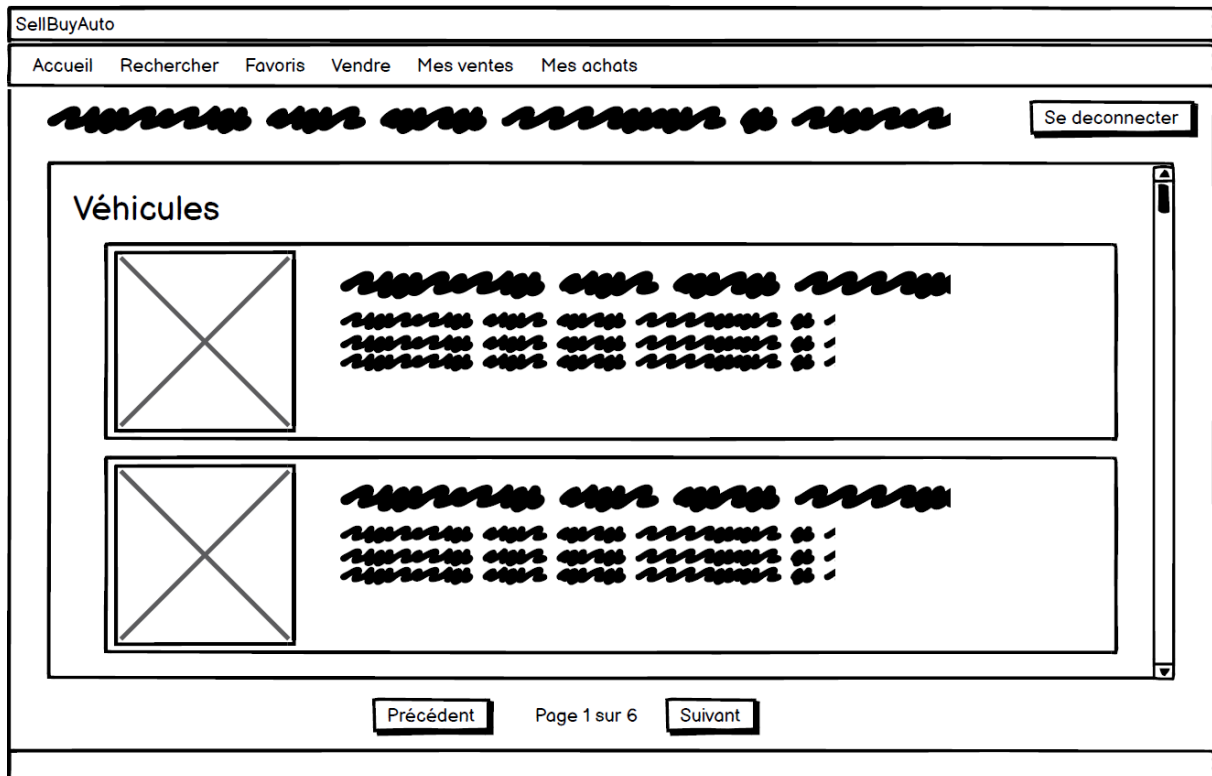 SellBuyAuto
Accueil Rechercher Favoris Vendre Mes ventes Mes achats
Se deconnecter
Véhicules
Précédent Page 1 sur 6 Suivant